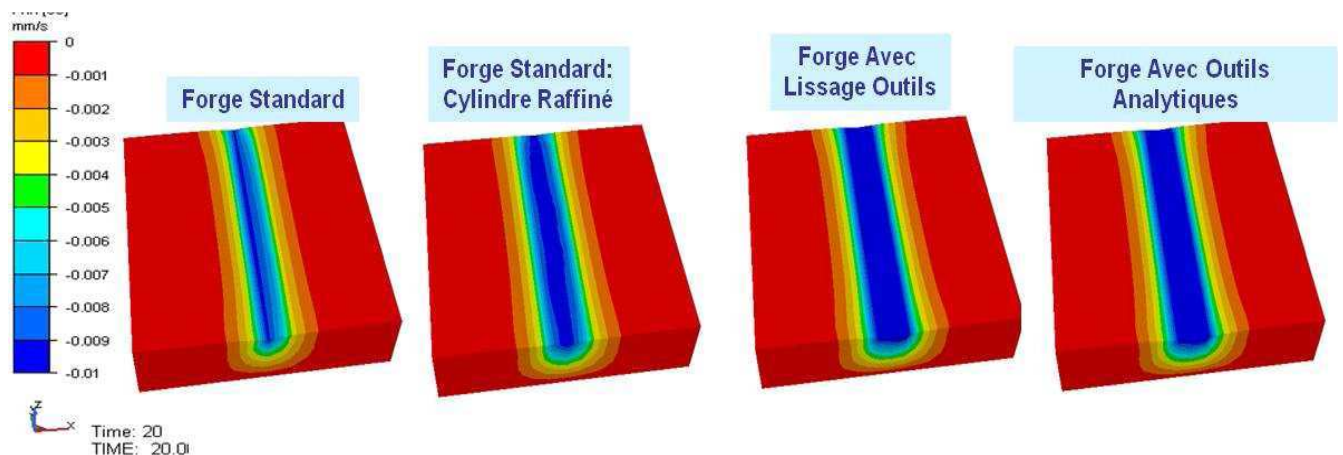 mm/s
0
-0.001
-0.002
-0.003
-0.004
-0.005
-0.006
-0.007
-0.008
-0.009
-0.01
Forge Standard
Forge Standard:
Cylindre Raffiné
Forge Avec
Lissage Outils
Forge Avec Outils
Analytiques
z
x
Time: 20
TIME: 20.0